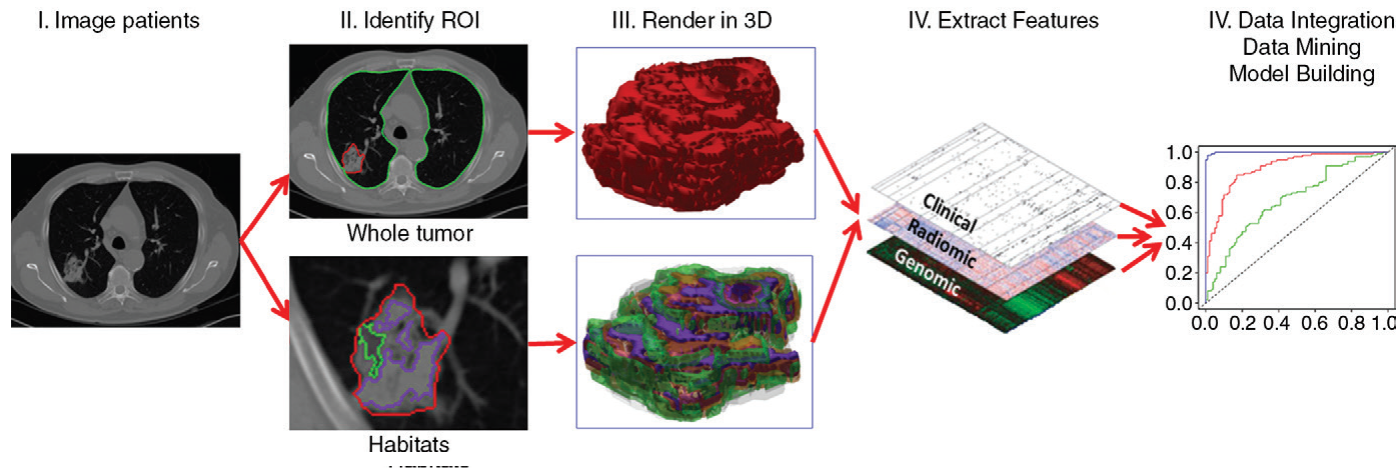 I. Image patients
II. Identify ROI
III. Render in 3D
IV. Extract Features
IV. Data Integration
Data Mining
Model Building
Whole tumor
Habitats
Clinical
Radiomic
Genomic
1.0
0.8
0.6
0.4
0.2
0.0
0.0 0.2 0.4 0.6 0.8 1.0